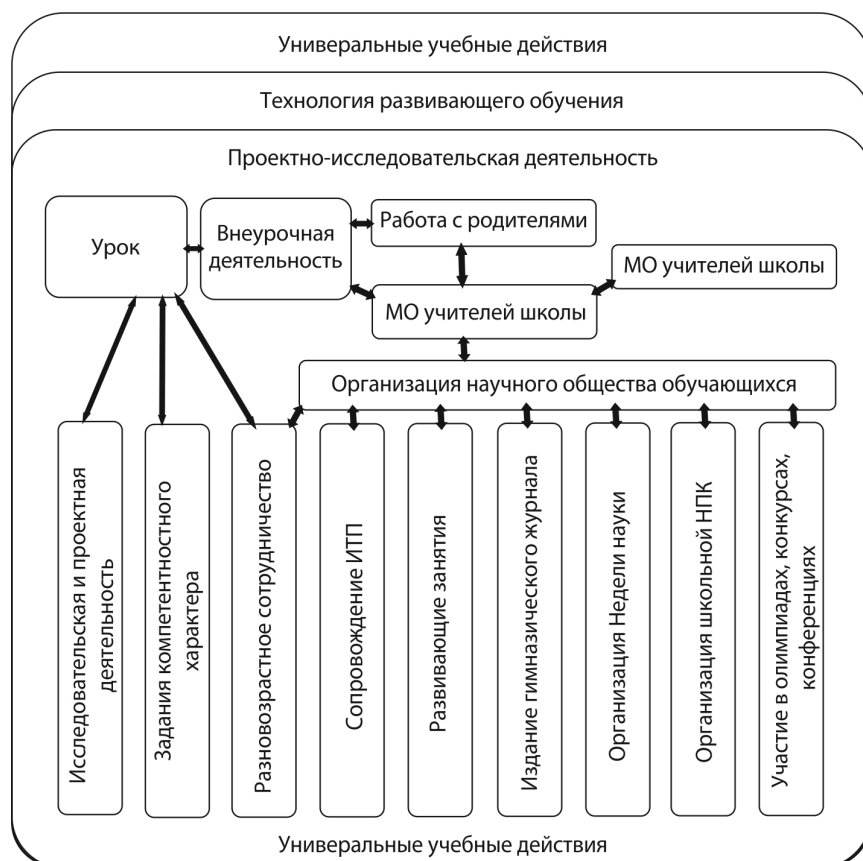 Универальные учебные действия
Технология развивающего обучения
Проектно-исследовательская деятельность
Урок
Внеурочная
деятельность
Работа с родителями
МО учителей школы
МО учителей школы
Организация научного общества обучающихся
Исследовательская и проектная
деятельность
Задания компетентностного
характера
Разновозрастное сотрудничество
Сопровождение ИТП
Развивающие занятия
Издание гимназического журнала
Организация Недели науки
Организация школьной НПК
Участие в олимпиадах, конкурсах,
конференциях
Универальные учебные действия